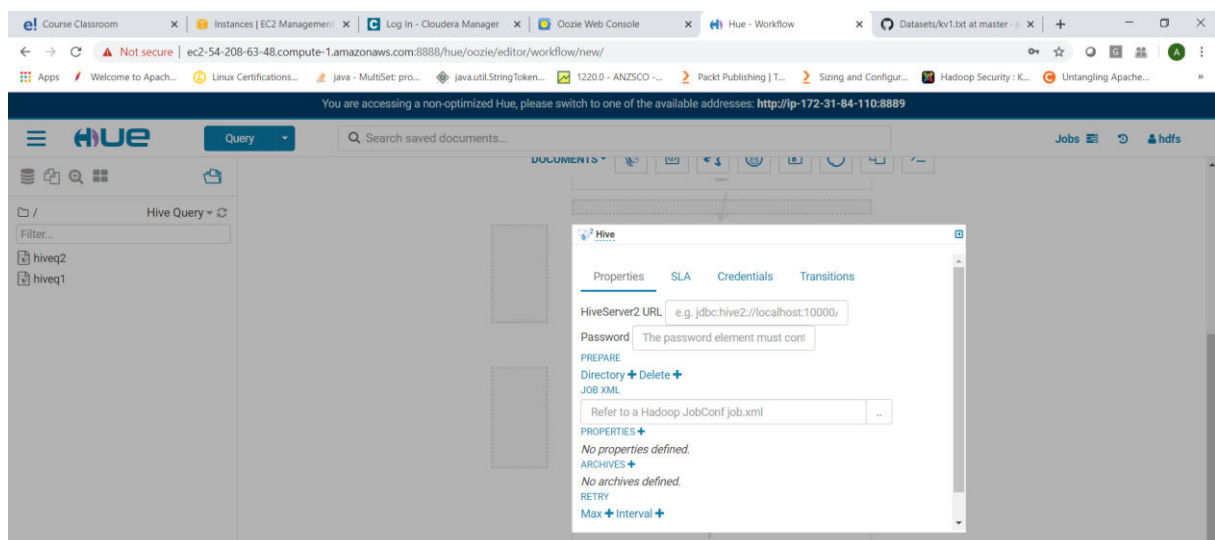 Course Classroom
Instances | EC2 Management
Log In - Cloudera Manager
Oozie Web Console
Hue - Workflow
Datasets/kv1.txt at master - a
Not secure | ec2-54-208-63-48.compute-1.amazonaws.com:8888/hue/oozie/editor/workflow/new/
Apps
Welcome to Apach...
Linux Certifications...
java - MultiSet: pro...
java.util.StringToken...
1220.0 - ANZSCO -...
Packt Publishing | T...
Sizing and Configur...
Hadoop Security : K...
Untangling Apache...
You are accessing a non-optimized Hue, please switch to one of the available addresses: http://ip-172-31-84-110:8889
HUE
Query
Search saved documents...
Jobs
hdfs
DOCUMENTS
/
Hive Query
Filter...
hiveq2
hiveq1
2 Hive
Properties SLA Credentials Transitions
HiveServer2 URL e.g. jdbc:hive2://localhost:10000/
Password The password element must cont
PREPARE
Directory + Delete +
JOB XML
Refer to a Hadoop JobConf job.xml ..
PROPERTIES +
No properties defined.
ARCHIVES +
No archives defined.
RETRY
Max + Interval +